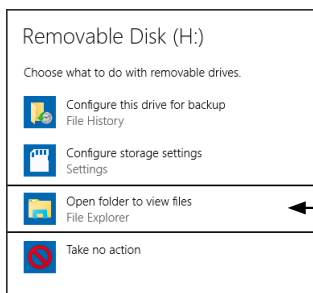 Removable Disk (H:)
Choose what to do with removable drives.
Configure this drive for backup
File History
Configure storage settings
Settings
Open folder to view files
File Explorer
Take no action